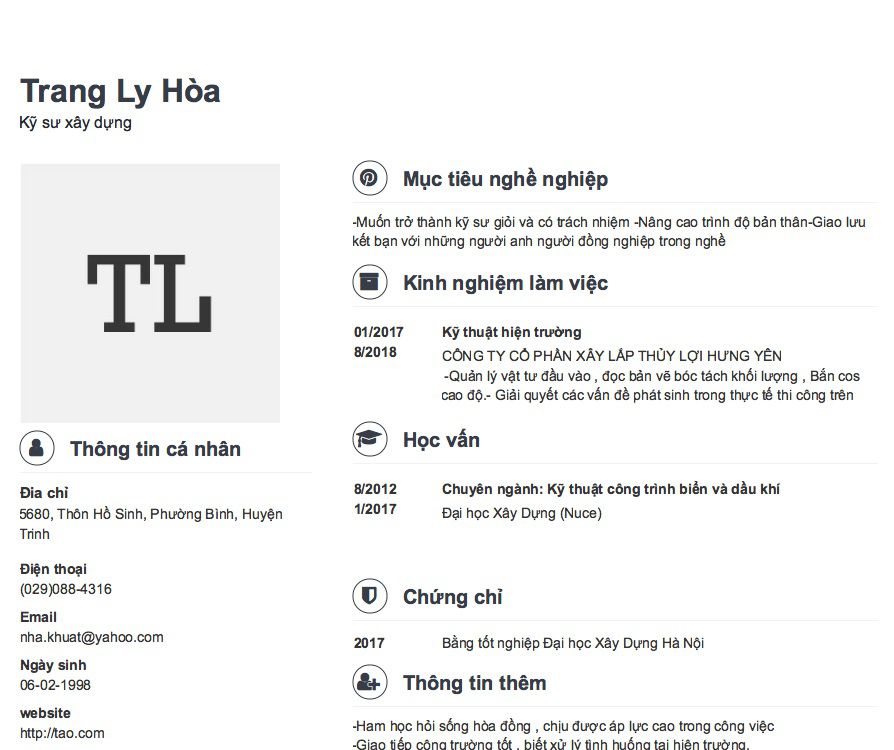 Trang Ly Hòa
Kỹ sư xây dựng
TL
Thông tin cá nhân
Đia chỉ
5680, Thôn Hồ Sinh, Phường Bình, Huyện
Trinh
Điện thoại
(029)088-4316
Email
nha.khuat@yahoo.com
Ngày sinh
06-02-1998
website
http://tao.com
Mục tiêu nghề nghiệp
-Muốn trở thành kỹ sư giỏi và có trách nhiệm -Nâng cao trình độ bản thân-Giao lưu
kết bạn với những người anh người đồng nghiệp trong nghề
Kinh nghiệm làm việc
01/2017 Kỹ thuật hiện trường
8/2018 CÔNG TY CỔ PHẦN XÂY LẮP THỦY LỢI HƯNG YÊN
-Quản lý vật tư đầu vào , đọc bản vẽ bóc tách khối lượng , Bắn cos
cao độ.- Giải quyết các vấn đề phát sinh trong thực tế thi công trên
Học vấn
8/2012 Chuyên ngành: Kỹ thuật công trình biển và dầu khí
1/2017 Đại học Xây Dựng (Nuce)
Chứng chỉ
2017 Bằng tốt nghiệp Đại học Xây Dựng Hà Nội
Thông tin thêm
-Ham học hỏi sống hòa đồng , chịu được áp lực cao trong công việc
-Giao tiếp công trường tốt , biết xử lý tình huống tại hiện trường.